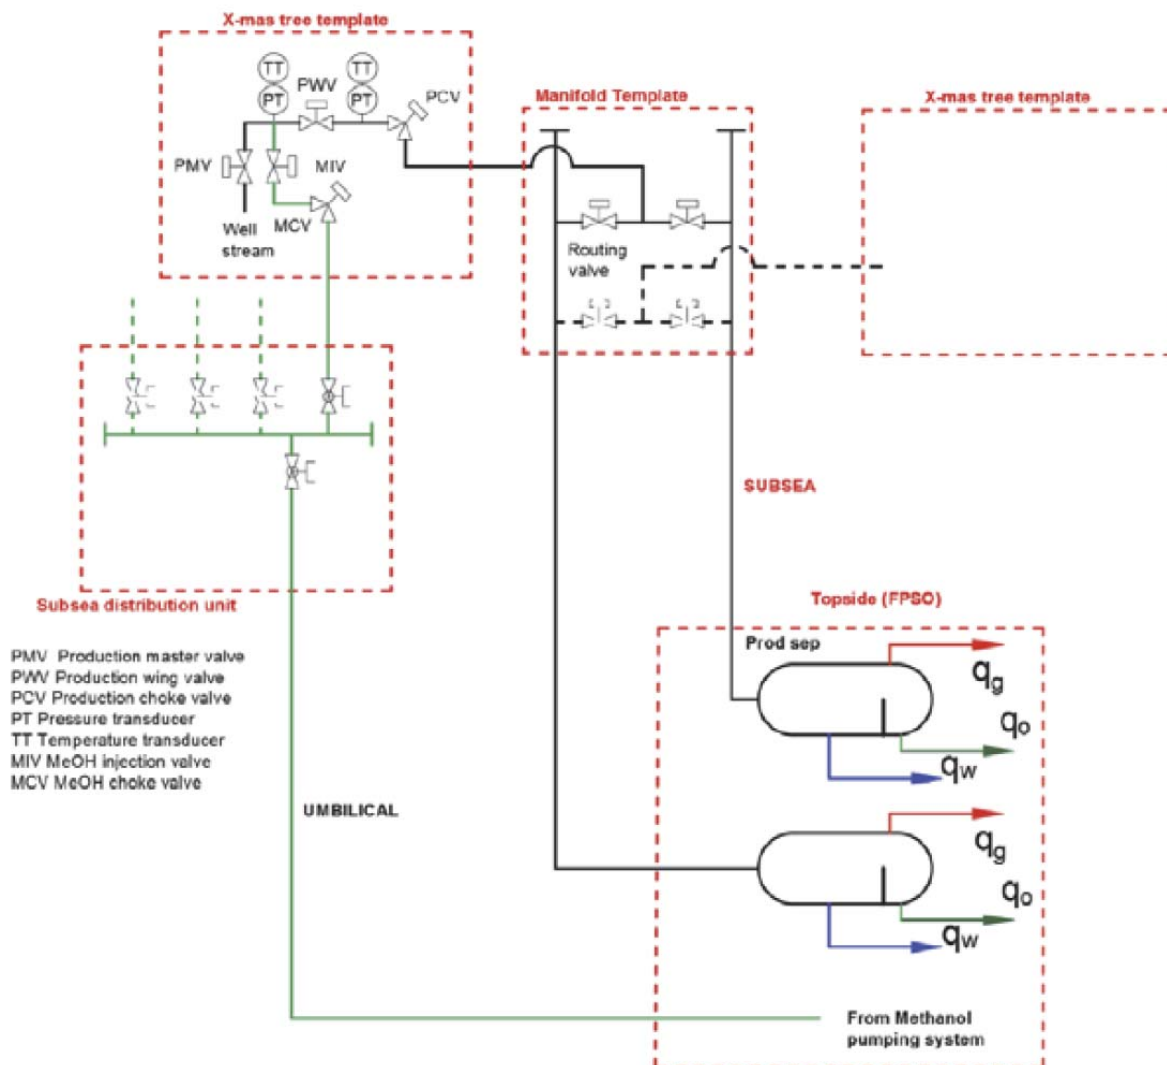 X-mas tree template
TT
TT
PWV
PT
PT
PCV
PMV
MIV
MCV
Well
stream
Manifold Template
Routing
valve
X-mas tree template
SUBSEA
Subsea distribution unit
PMV Production master valve
PWV Production wing valve
PCV Production choke valve
PT Pressure transducer
TT Temperature transducer
MIV MeOH injection valve
MCV MeOH choke valve
UMBILICAL
Topside (FPSO)
Prod sep
qg
qo
qw
qg
qo
qw
From Methanol
pumping system